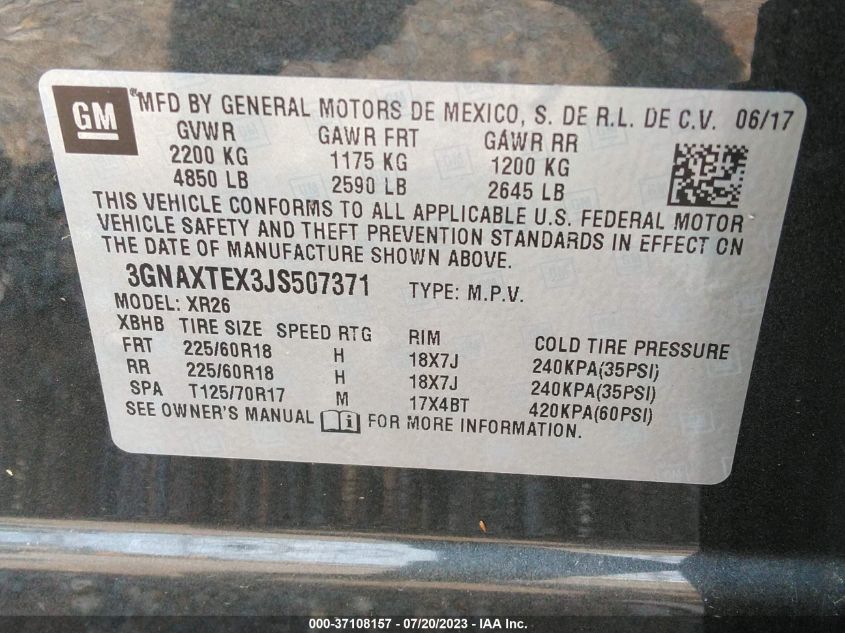 GM ® MFD BY GENERAL MOTORS DE MEXICO, S. DE R.L. DE C.V. 06/17
GVWR GAWR FRT GAWR RR
2200 KG 1175 KG 1200 KG
4850 LB 2590 LB 2645 LB
THIS VEHICLE CONFORMS TO ALL APPLICABLE U.S. FEDERAL MOTOR
VEHICLE SAFETY AND THEFT PREVENTION STANDARDS IN EFFECT ON
THE DATE OF MANUFACTURE SHOWN ABOVE.
3GNAXTEX3JS507371 TYPE: M.P.V.
MODEL: XR26
XBHB TIRE SIZE SPEED RTG RIM COLD TIRE PRESSURE
FRT 225/60R18 H 18X7J 240KPA(35PSI)
RR 225/60R18 H 18X7J 240KPA(35PSI)
SPA T125/70R17 M 17X4BT 420KPA(60PSI)
SEE OWNER'S MANUAL i FOR MORE INFORMATION.
000-37108157 - 07/20/2023 - IAA Inc.